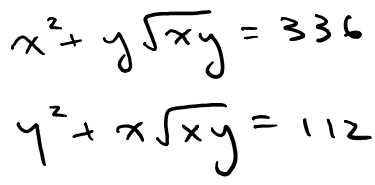 x² + y√xy = 336
y² + x√xy = 112